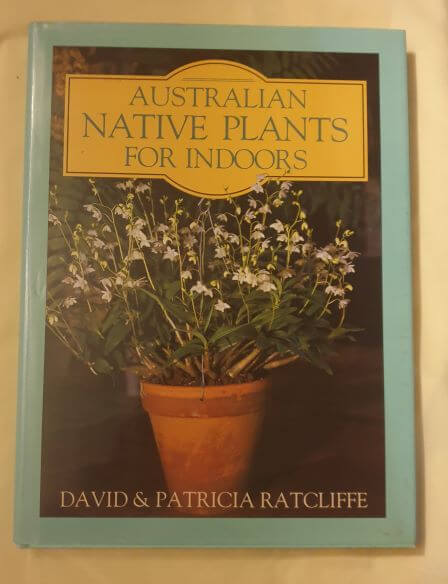 AUSTRALIAN
NATIVE PLANTS
FOR INDOORS
DAVID & PATRICIA RATCLIFFE